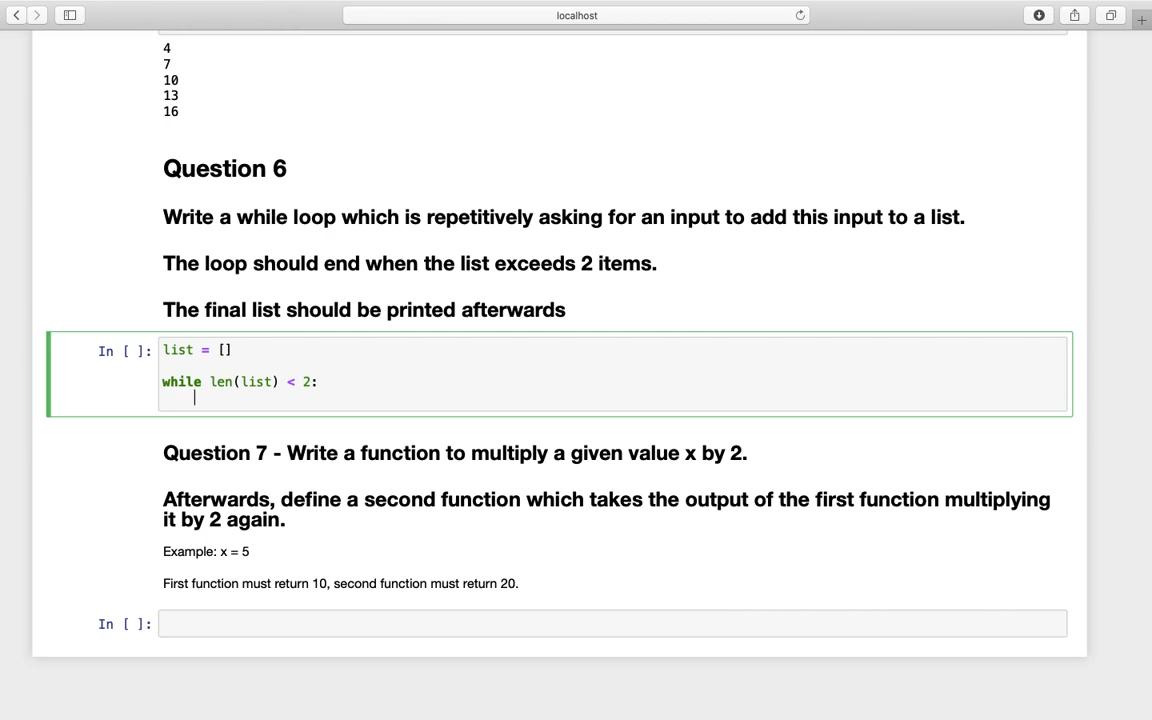 localhost
4
7
10
13
16
Question 6
Write a while loop which is repetitively asking for an input to add this input to a list.
The loop should end when the list exceeds 2 items.
The final list should be printed afterwards
In [ ]: list = []
while len(list) < 2:
Question 7 - Write a function to multiply a given value x by 2.
Afterwards, define a second function which takes the output of the first function multiplying
it by 2 again.
Example: x = 5
First function must return 10, second function must return 20.
In [ ]: